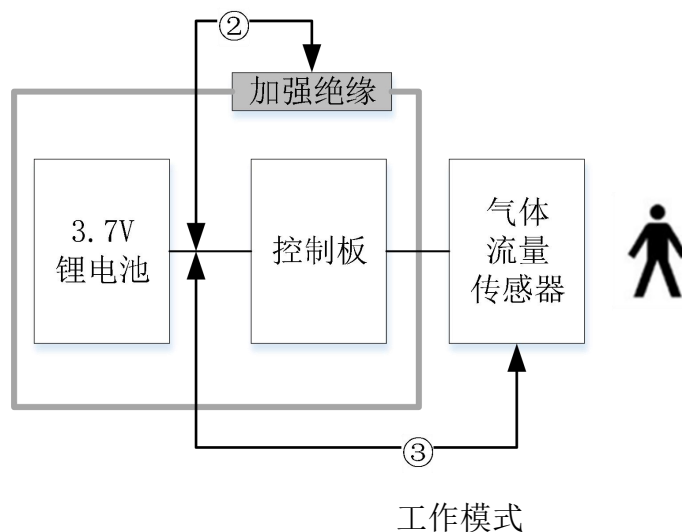 ②
加强绝缘
3.7V
锂电池
控制板
气体
流量
传感器
③
工作模式